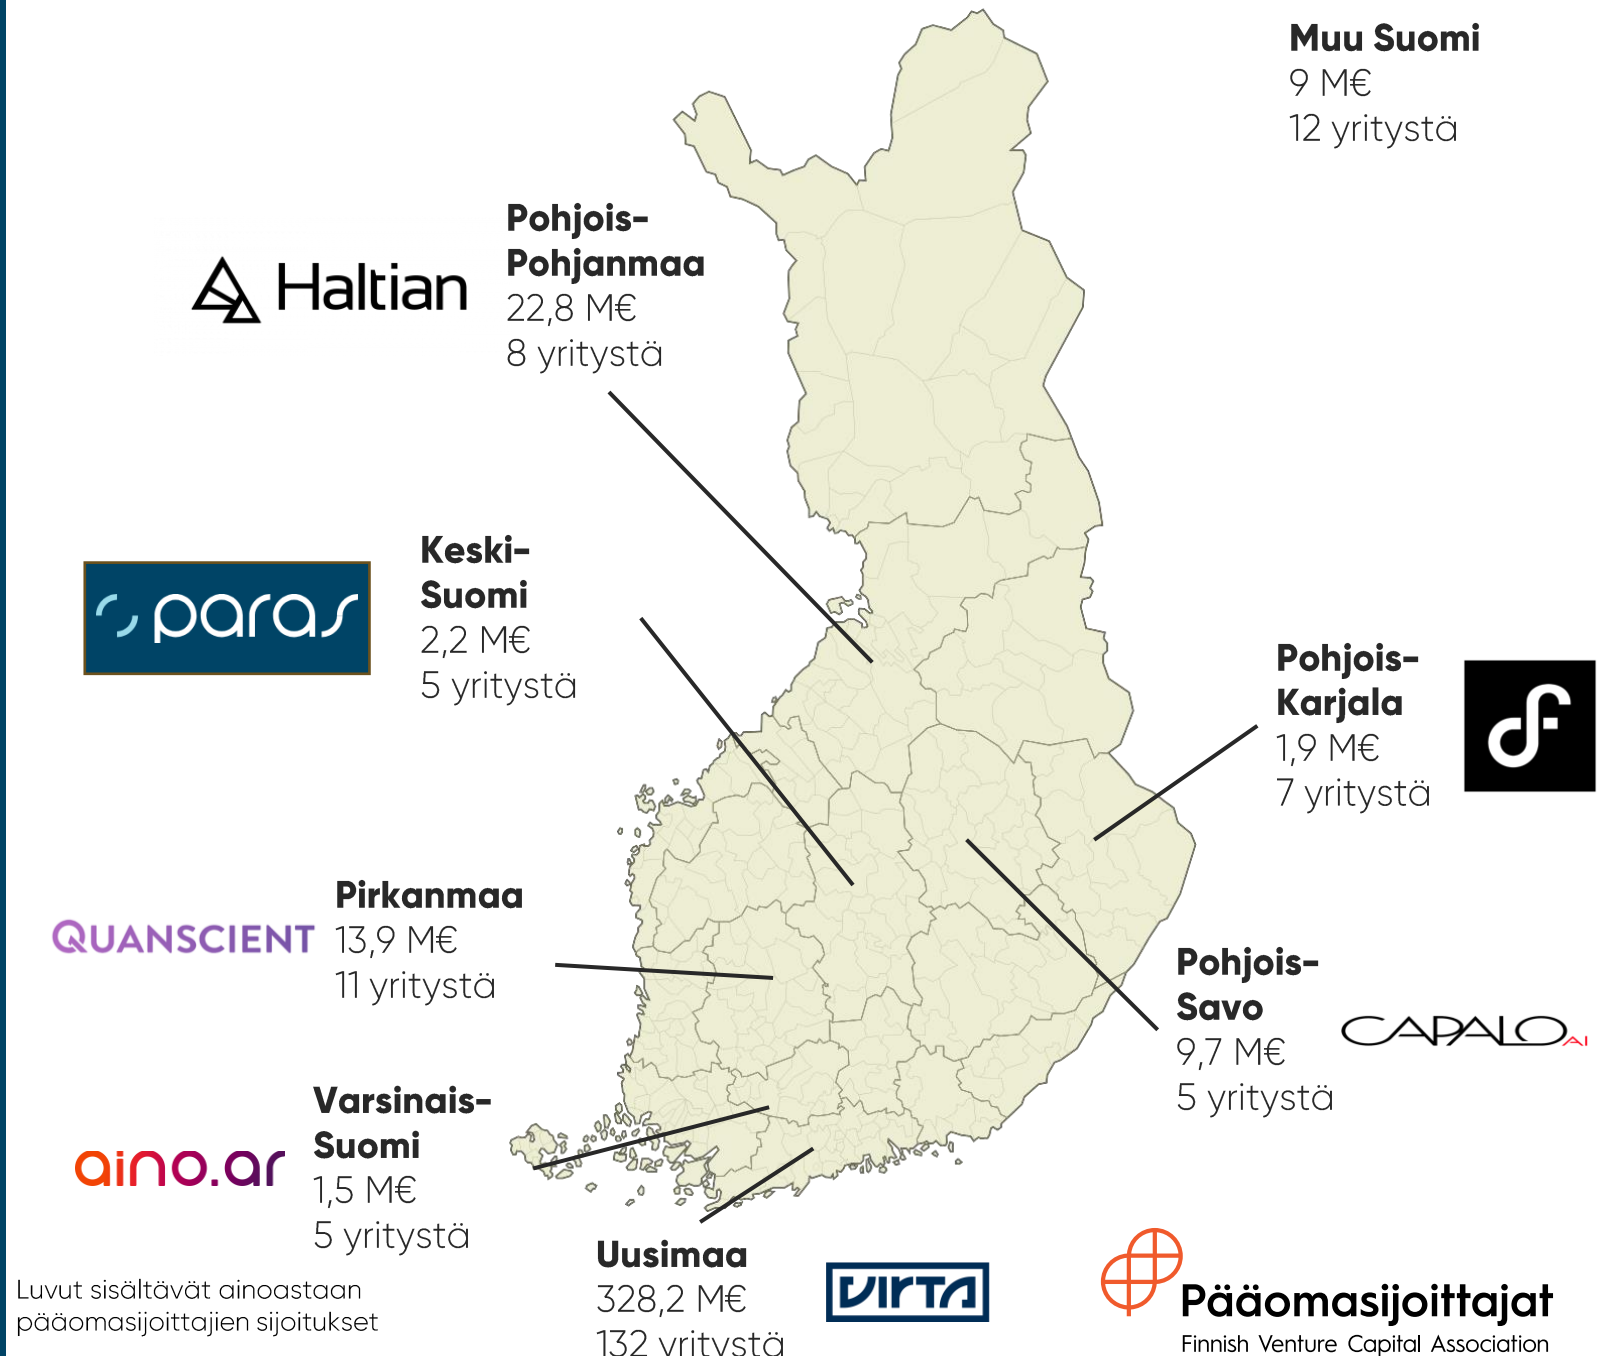 Muu Suomi
9 M€
12 yritystä
Haltian
Pohjois-
Pohjanmaa
22,8 M€
8 yritystä
paras
Keski-
Suomi
2,2 M€
5 yritystä
Pohjois-
Karjala
1,9 M€
7 yritystä
QUANSCIENT
Pirkanmaa
13,9 M€
11 yritystä
Pohjois-
Savo
9,7 M€
5 yritystä
CAPALO AI
aino.ar
Varsinais-
Suomi
1,5 M€
5 yritystä
Uusimaa
328,2 M€
132 yritystä
VIRTA
Luvut sisältävät ainoastaan
pääomasijoittajien sijoitukset
Pääomasijoittajat
Finnish Venture Capital Association